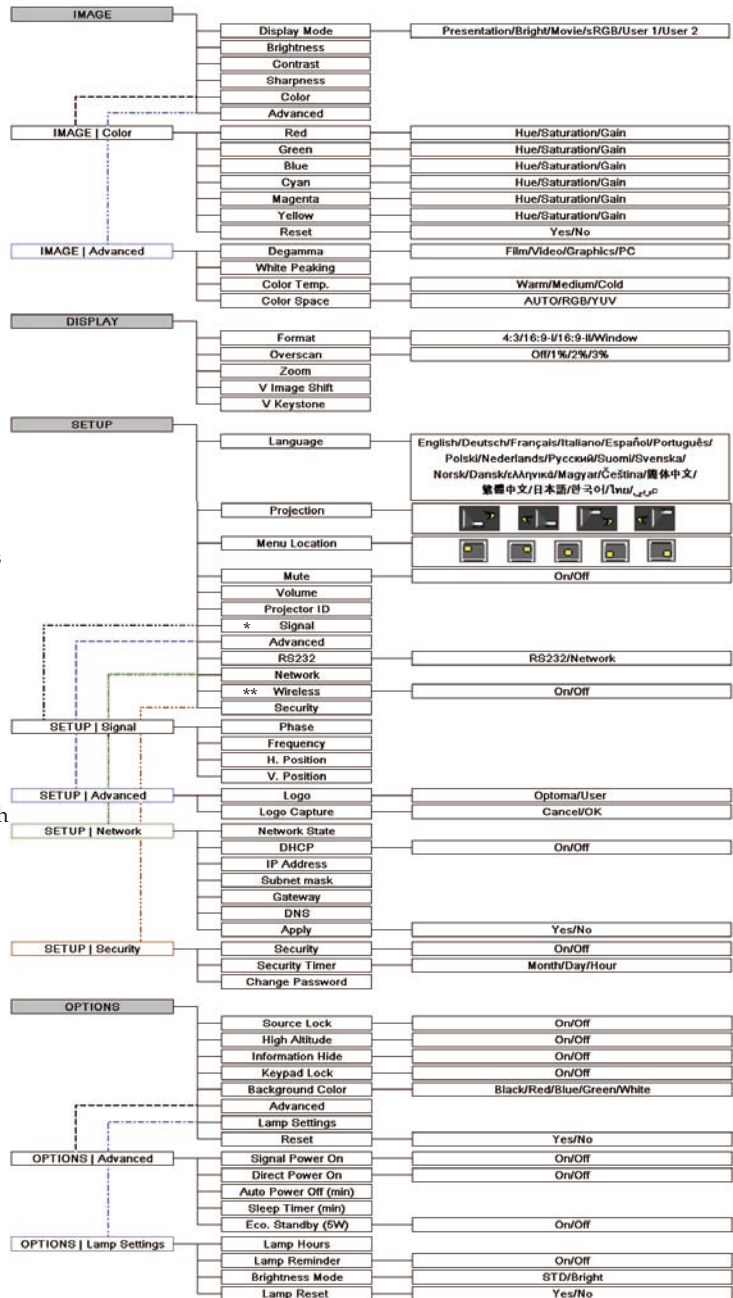 IMAGE
Display Mode Presentation/Bright/Movie/sRGB/User 1/User 2
Brightness
Contrast
Sharpness
Color
Advanced
IMAGE | Color Red Hue/Saturation/Gain
Green Hue/Saturation/Gain
Blue Hue/Saturation/Gain
Cyan Hue/Saturation/Gain
Magenta Hue/Saturation/Gain
Yellow Hue/Saturation/Gain
Reset Yes/No
IMAGE | Advanced Degamma Film/Video/Graphics/PC
White Peaking
Color Temp. Warm/Medium/Cold
Color Space AUTO/RGB/YUV
DISPLAY
Format 4:3/16:9-I/16:9-II/Window
Overscan Off/1%/2%/3%
Zoom
V Image Shift
V Keystone
SETUP
Language English/Deutsch/Français/Italiano/Español/Português/
Polski/Nederlands/Русский/Suomi/Svenska/
Norsk/Dansk/ελληνικά/Magyar/Čeština/簡体中文/
繁體中文/日本語/한국어/ไทย/عربي
Projection
Menu Location
s
Mute On/Off
Volume
Projector ID
* Signal
Advanced
RS232 RS232/Network
Network
** Wireless On/Off
Security
SETUP | Signal Phase
Frequency
H. Position
V. Position
SETUP | Advanced Logo Optoma/User
Logo Capture Cancel/OK
h
SETUP | Network Network State
DHCP On/Off
IP Address
Subnet mask
Gateway
DNS
Apply Yes/No
SETUP | Security Security On/Off
Security Timer Month/Day/Hour
Change Password
OPTIONS
Source Lock On/Off
High Altitude On/Off
Information Hide On/Off
Keypad Lock On/Off
Background Color Black/Red/Blue/Green/White
Advanced
Lamp Settings
Reset Yes/No
OPTIONS | Advanced Signal Power On On/Off
Direct Power On On/Off
Auto Power Off (min)
Sleep Timer (min)
Eco. Standby (5W) On/Off
OPTIONS | Lamp Settings Lamp Hours
Lamp Reminder On/Off
Brightness Mode STD/Bright
Lamp Reset Yes/No